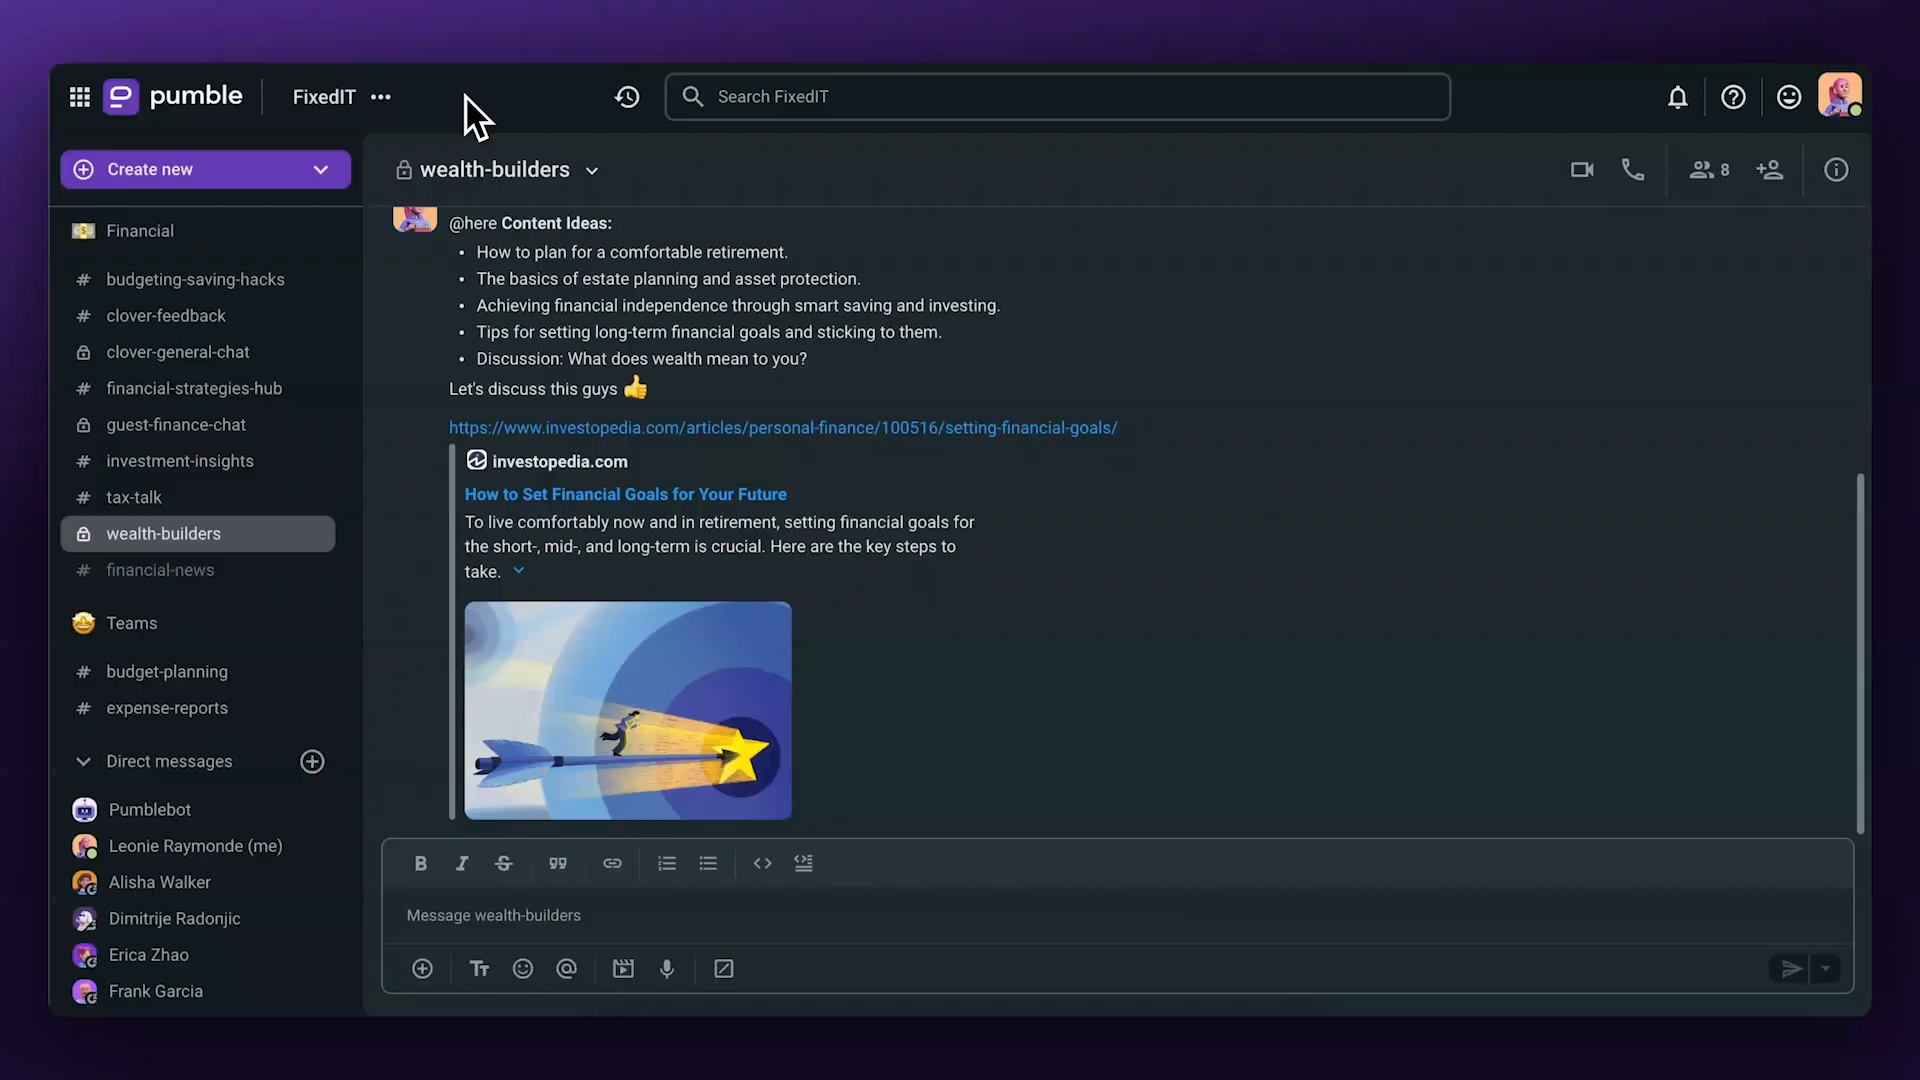 pumble
FixedIT
Search FixedIT
Create new
Financial
budgeting-saving-hacks
clover-feedback
clover-general-chat
financial-strategies-hub
guest-finance-chat
investment-insights
tax-talk
wealth-builders
financial-news
Teams
budget-planning
expense-reports
Direct messages
Pumblebot
Leonie Raymonde (me)
Alisha Walker
Dimitrije Radonjic
Erica Zhao
Frank Garcia
wealth-builders
8
@here Content Ideas:
• How to plan for a comfortable retirement.
• The basics of estate planning and asset protection.
• Achieving financial independence through smart saving and investing.
• Tips for setting long-term financial goals and sticking to them.
• Discussion: What does wealth mean to you?
Let's discuss this guys 👍
https://www.investopedia.com/articles/personal-finance/100516/setting-financial-goals/
investopedia.com
How to Set Financial Goals for Your Future
To live comfortably now and in retirement, setting financial goals for
the short-, mid-, and long-term is crucial. Here are the key steps to
take.
Message wealth-builders